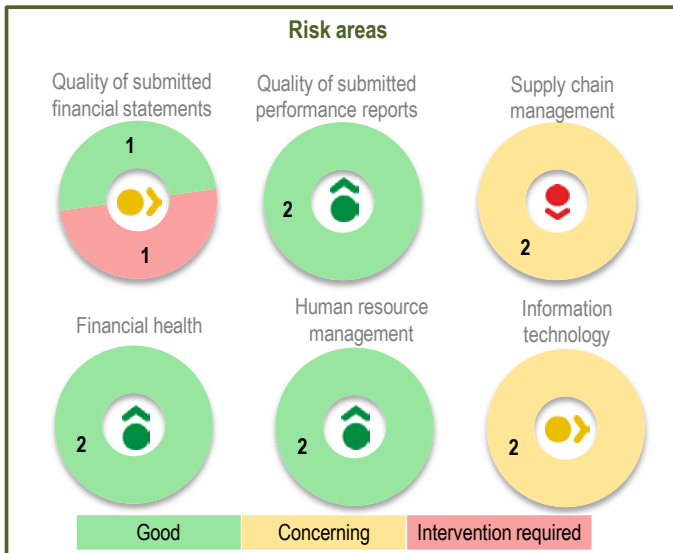 Risk areas
Quality of submitted
financial statements
1
1
Quality of submitted
performance reports
2
Supply chain
management
2
Financial health
2
Human resource
management
2
Information
technology
2
Good
Concerning
Intervention required